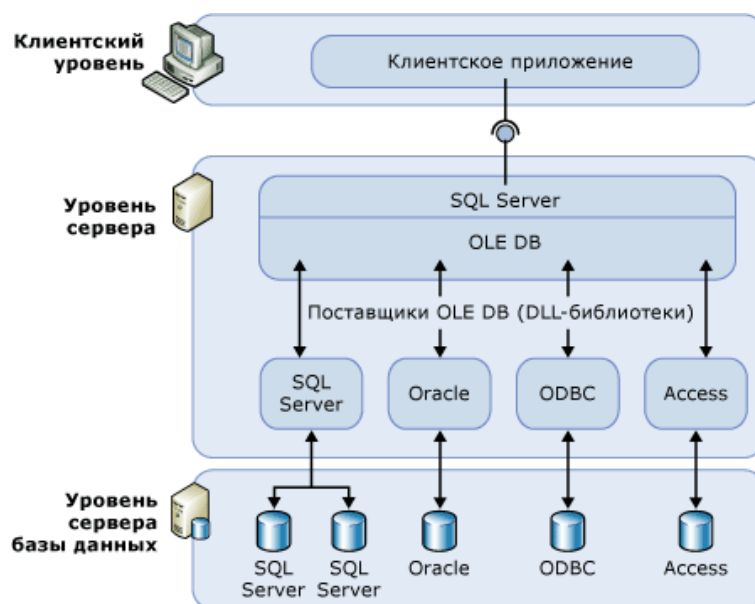 Клиентский
уровень
Клиентское приложение
Уровень
сервера
SQL Server
OLE DB
Поставщики OLE DB (DLL-библиотеки)
SQL
Server
Oracle
ODBC
Access
Уровень
сервера
базы данных
SQL
Server
SQL
Server
Oracle
ODBC
Access